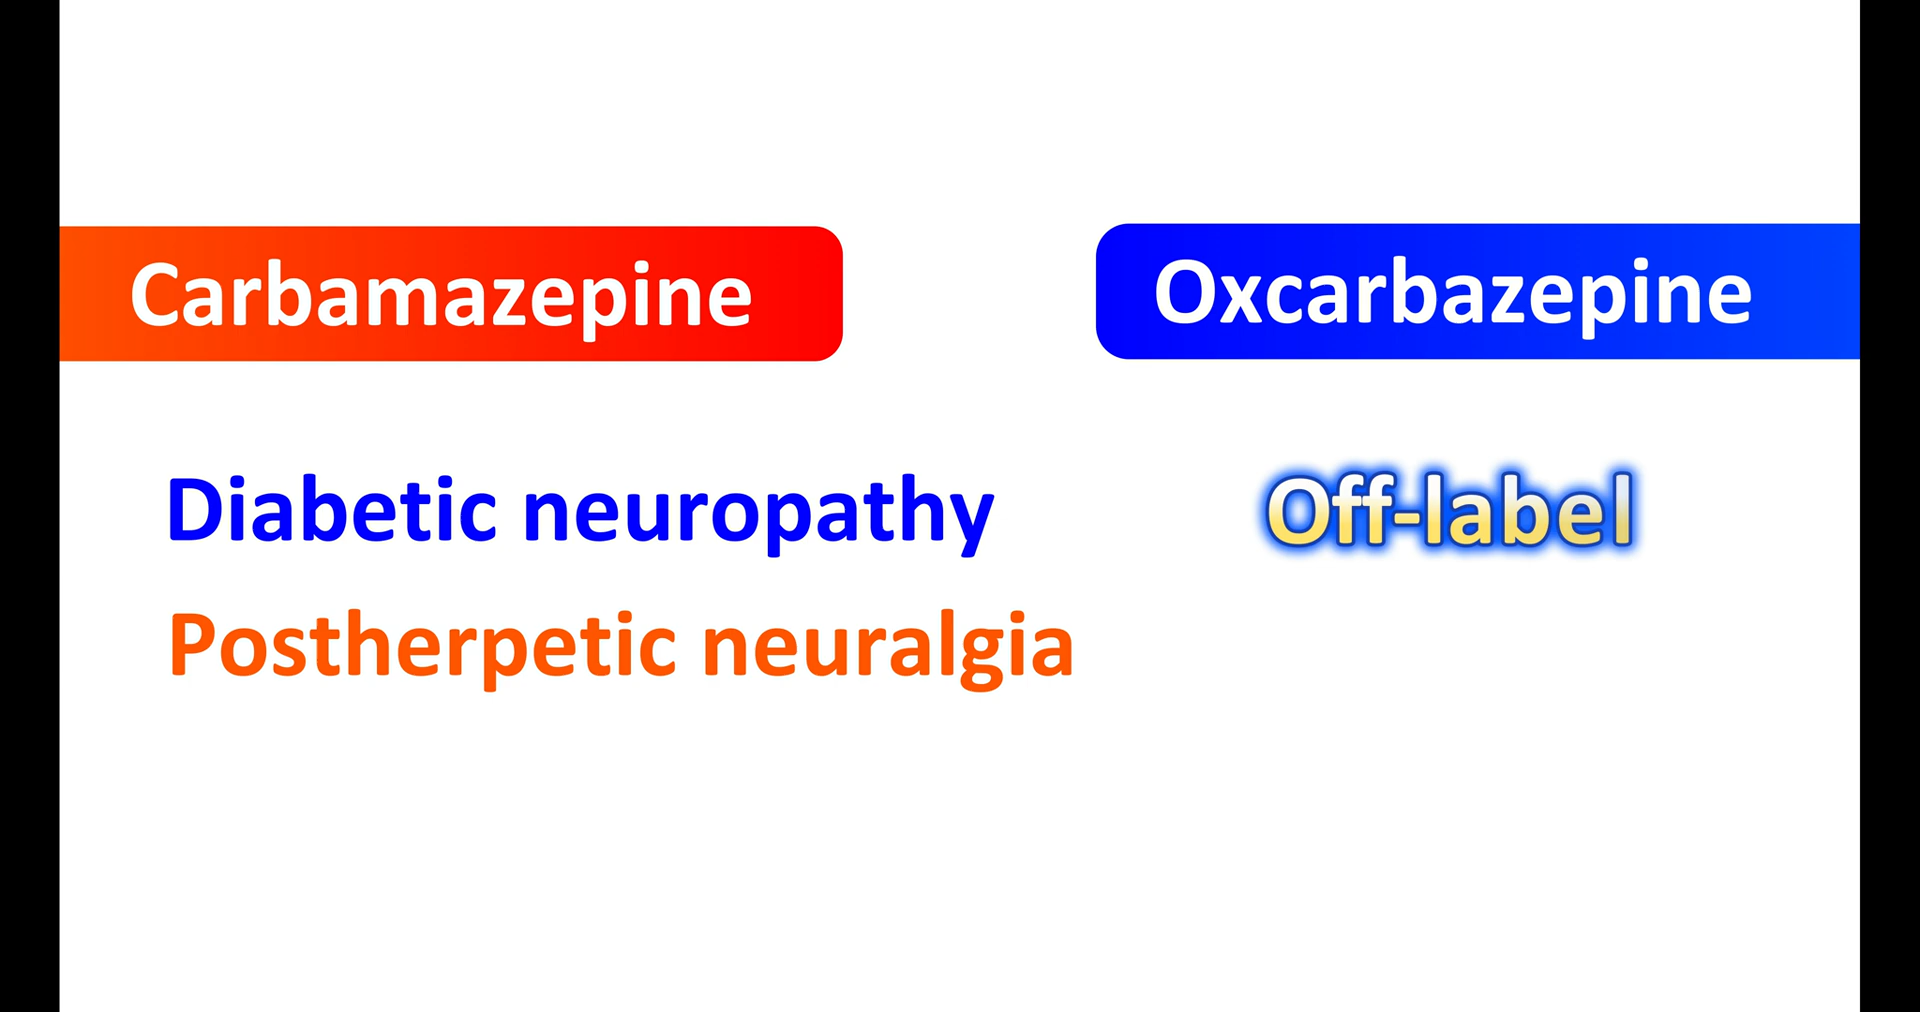 Carbamazepine
Oxcarbazepine
Diabetic neuropathy
Off-label
Postherpetic neuralgia